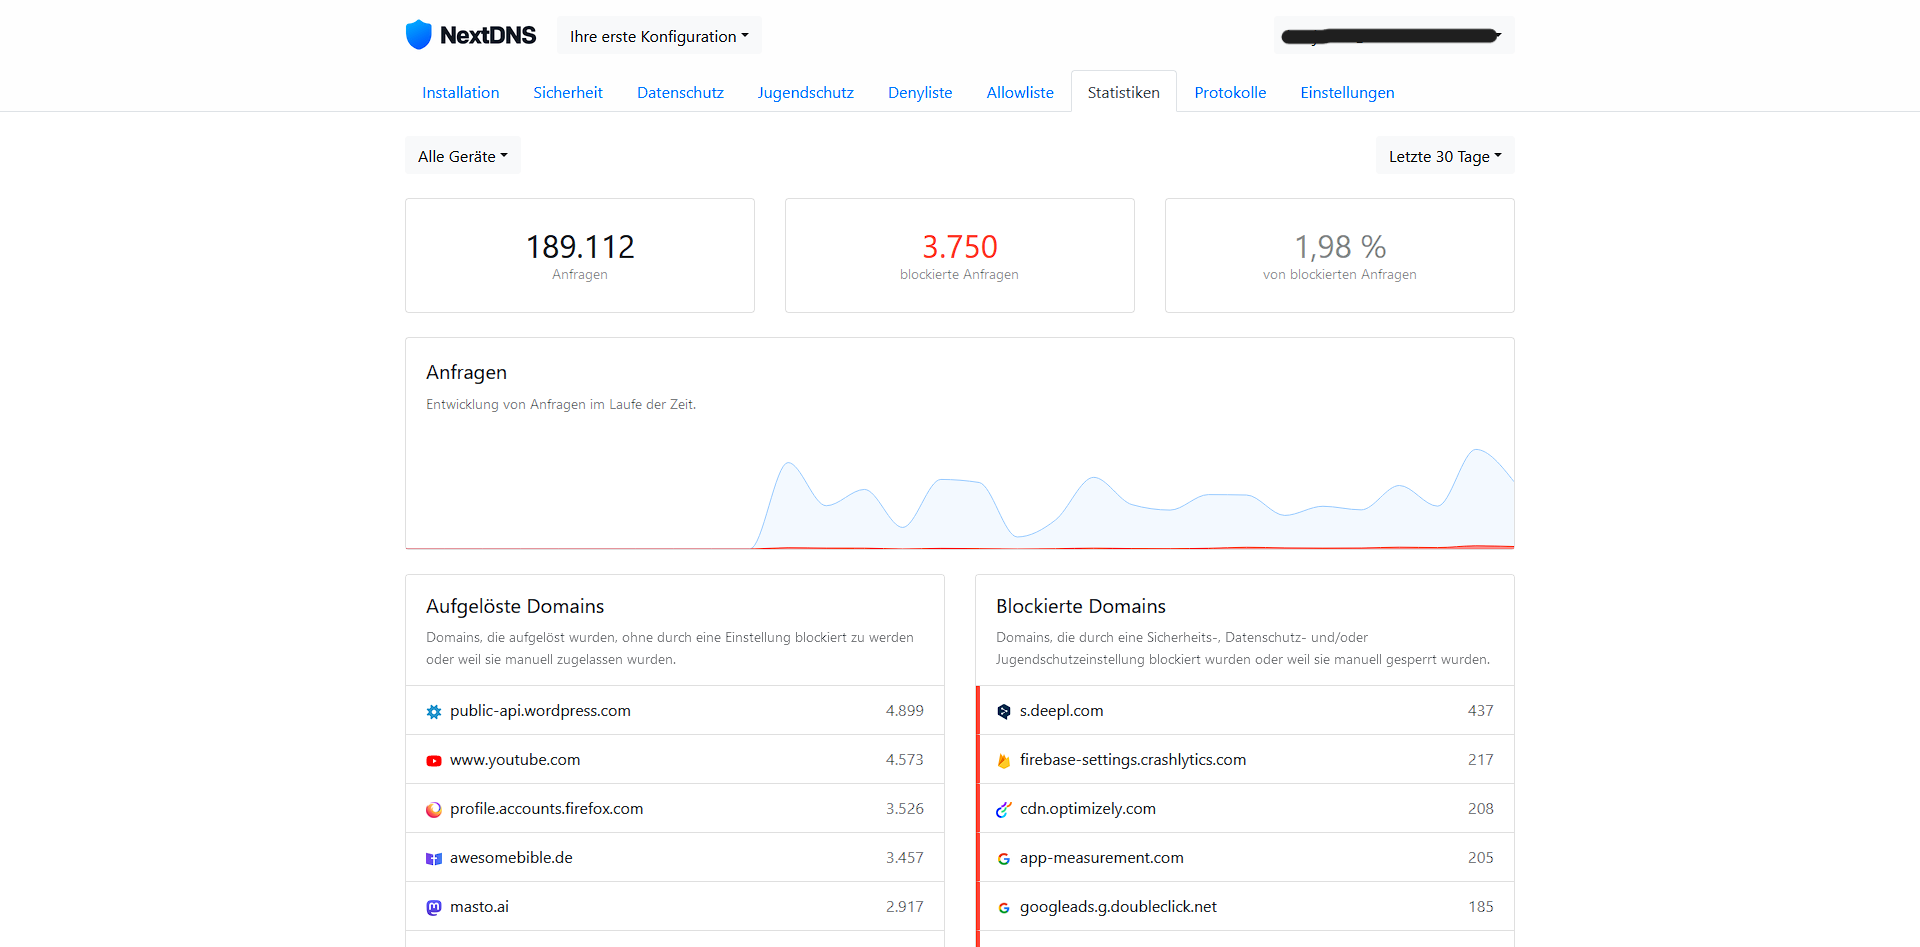 NextDNS
Ihre erste Konfiguration
Installation
Sicherheit
Datenschutz
Jugendschutz
Denyliste
Allowliste
Statistiken
Protokolle
Einstellungen
Alle Geräte
Letzte 30 Tage
189.112
Anfragen
3.750
blockierte Anfragen
1,98 %
von blockierten Anfragen
Anfragen
Entwicklung von Anfragen im Laufe der Zeit.
Aufgelöste Domains
Domains, die aufgelöst wurden, ohne durch eine Einstellung blockiert zu werden
oder weil sie manuell zugelassen wurden.
public-api.wordpress.com 4.899
www.youtube.com 4.573
profile.accounts.firefox.com 3.526
awesomebible.de 3.457
masto.ai 2.917
Blockierte Domains
Domains, die durch eine Sicherheits-, Datenschutz- und/oder
Jugendschutzeinstellung blockiert wurden oder weil sie manuell gesperrt wurden.
s.deepl.com 437
firebase-settings.crashlytics.com 217
cdn.optimizely.com 208
app-measurement.com 205
googleads.g.doubleclick.net 185